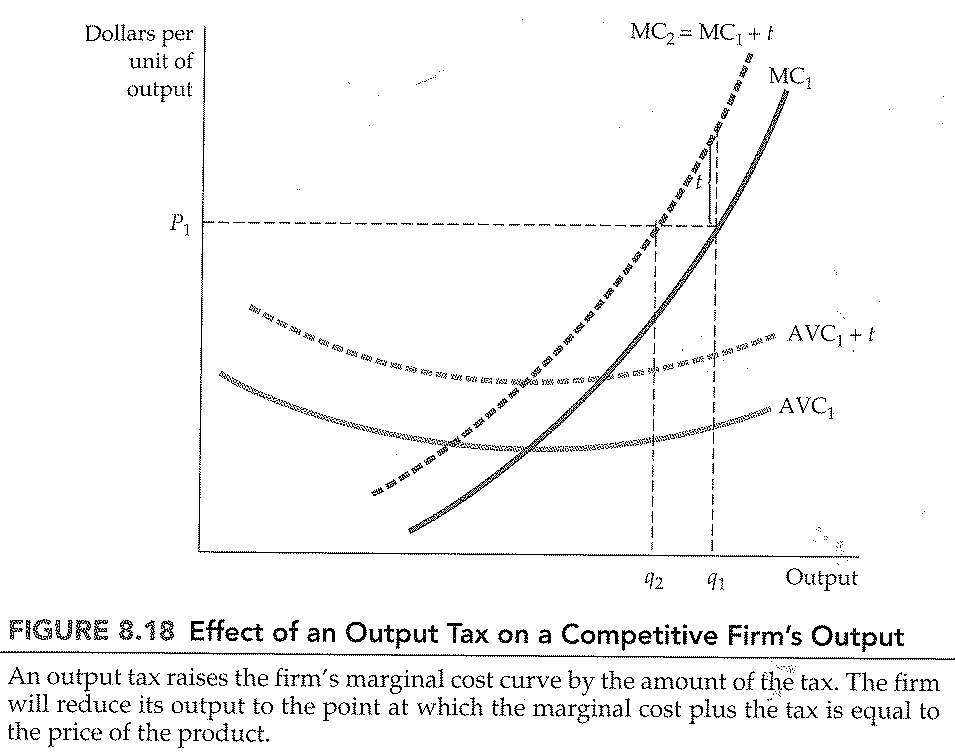 Dollars per
unit of
output
MC₂ = MC₁ + t
MC₁
t
P₁
AVC₁ + t
AVC₁
q₂
q₁
Output
FIGURE 8.18 Effect of an Output Tax on a Competitive Firm's Output
An output tax raises the firm's marginal cost curve by the amount of the tax. The firm
will reduce its output to the point at which the marginal cost plus the tax is equal to
the price of the product.